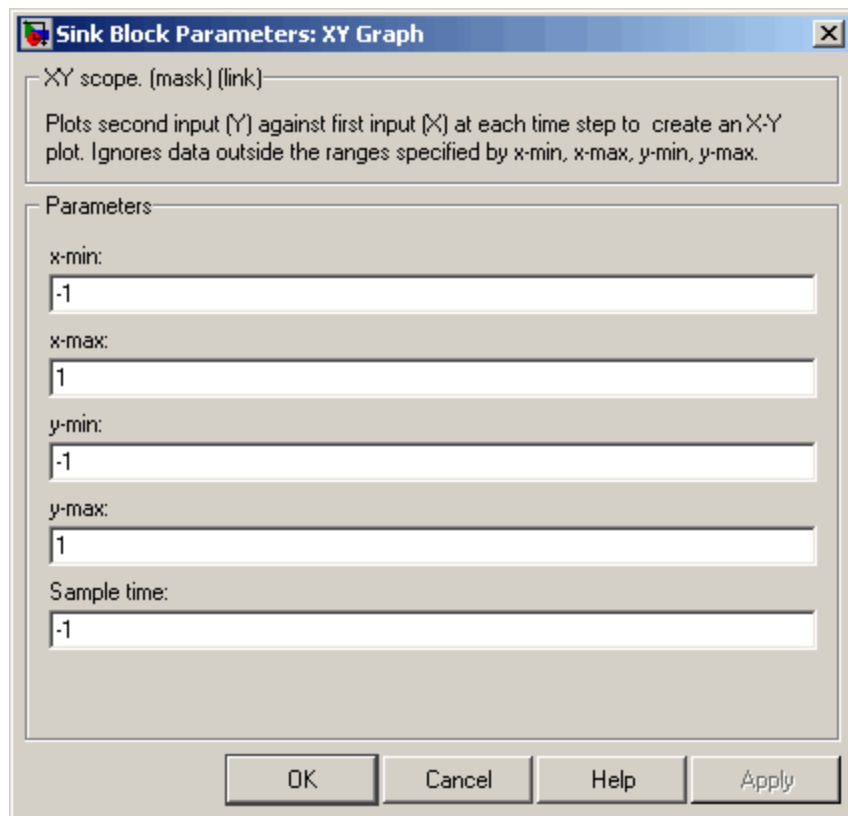 Sink Block Parameters: XY Graph
XY scope. (mask) (link)
Plots second input (Y) against first input (X) at each time step to create an X-Y
plot. Ignores data outside the ranges specified by x-min, x-max, y-min, y-max.
Parameters
x-min:
-1
x-max:
1
y-min:
-1
y-max:
1
Sample time:
-1
OK Cancel Help Apply